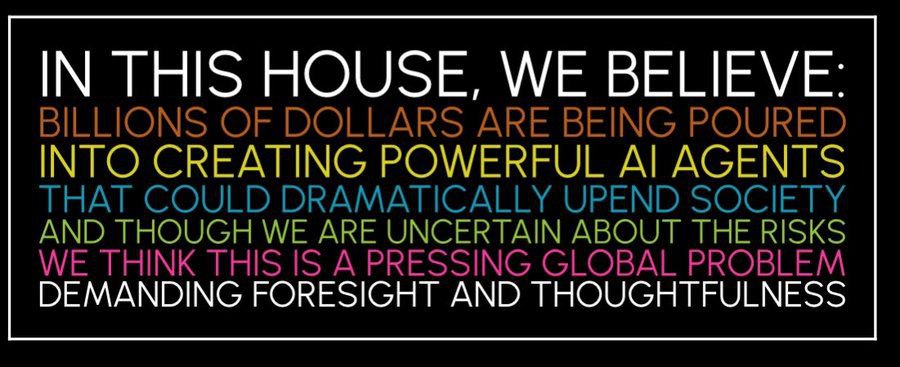 IN THIS HOUSE, WE BELIEVE:
BILLIONS OF DOLLARS ARE BEING POURED
INTO CREATING POWERFUL AI AGENTS
THAT COULD DRAMATICALLY UPEND SOCIETY
AND THOUGH WE ARE UNCERTAIN ABOUT THE RISKS
WE THINK THIS IS A PRESSING GLOBAL PROBLEM
DEMANDING FORESIGHT AND THOUGHTFULNESS